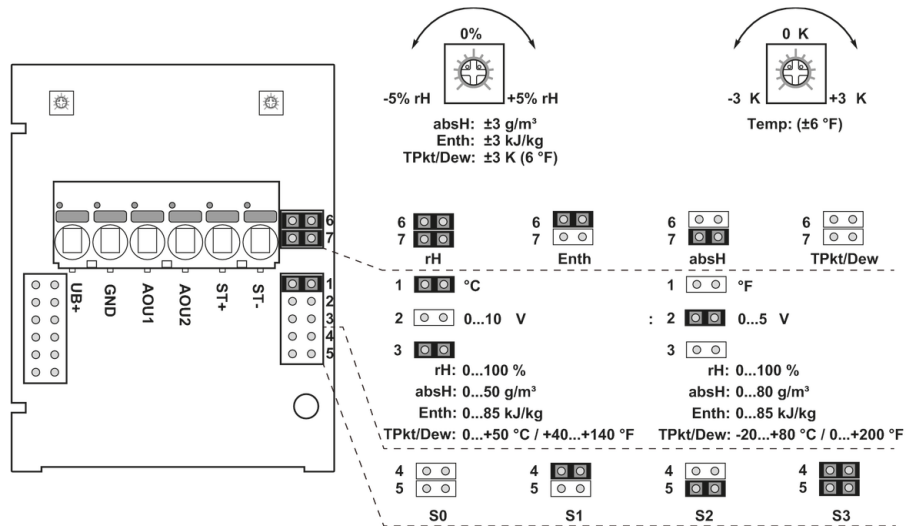 0%
-5% rH +5% rH
absH: ±3 g/m³
Enth: ±3 kJ/kg
TPkt/Dew: ±3 K (6 °F)
0 K
-3 K +3 K
Temp: (±6 °F)
6
7
1
2
3
4
5
UB+
GND
AOU1
AOU2
ST+
ST-
6
7
rH
6
7
Enth
6
7
absH
6
7
TPkt/Dew
1 °C
1 °F
2 0...10 V
: 2 0...5 V
3
rH: 0...100 %
absH: 0...50 g/m³
Enth: 0...85 kJ/kg
TPkt/Dew: 0...+50 °C / +40...+140 °F
3
rH: 0...100 %
absH: 0...80 g/m³
Enth: 0...85 kJ/kg
TPkt/Dew: -20...+80 °C / 0...+200 °F
4
5
S0
4
5
S1
4
5
S2
4
5
S3